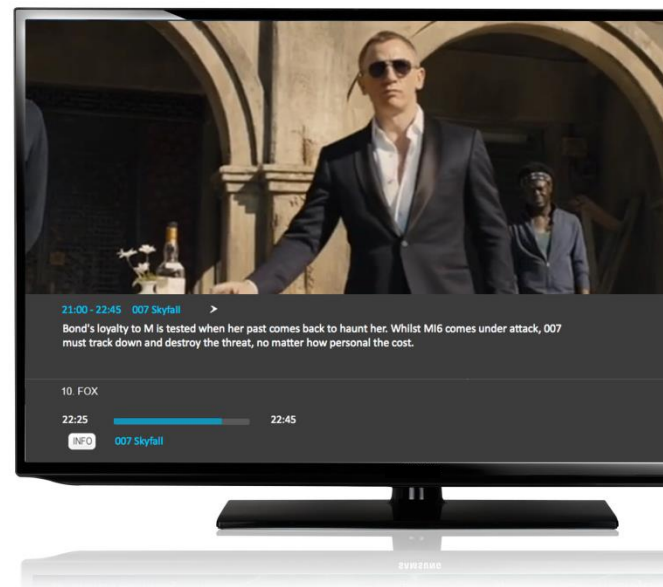 21:00 - 22:45 007 Skyfall >
Bond's loyalty to M is tested when her past comes back to haunt her. Whilst MI6 comes under attack, 007
must track down and destroy the threat, no matter how personal the cost.
10. FOX
22:25 22:45
INFO 007 Skyfall
SAMSUNG